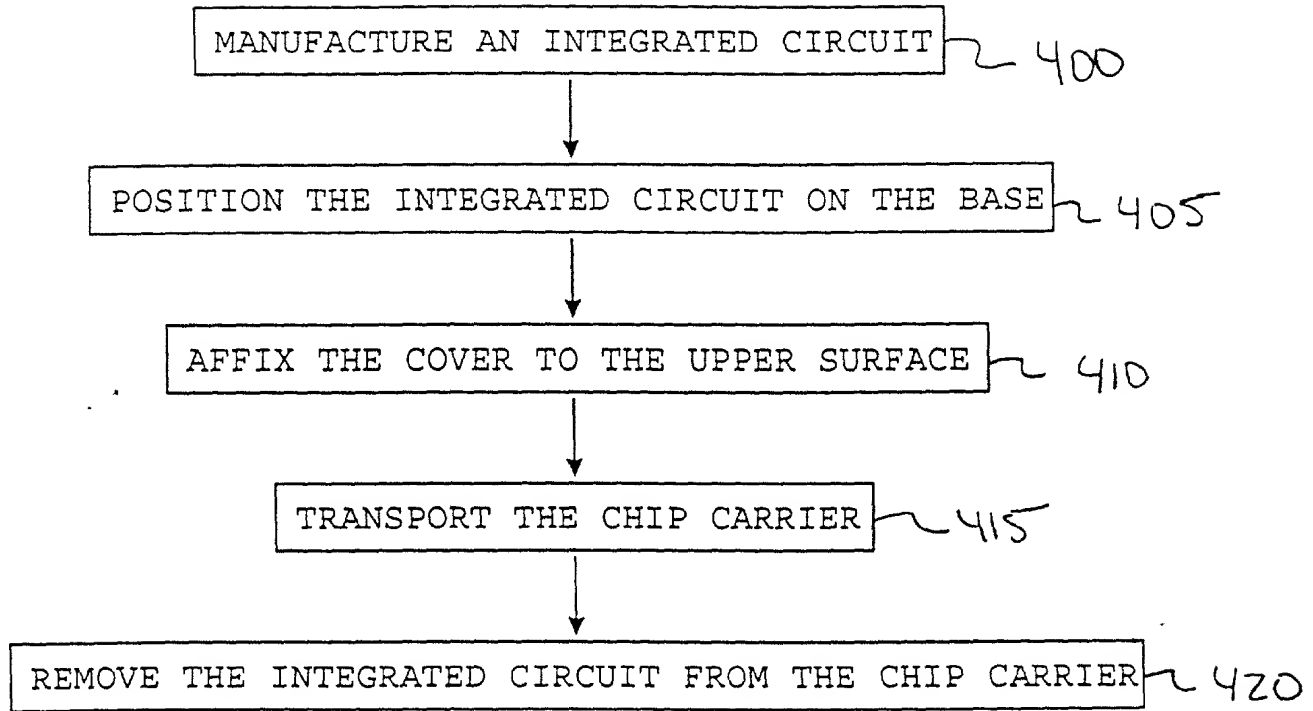 MANUFACTURE AN INTEGRATED CIRCUIT 400
POSITION THE INTEGRATED CIRCUIT ON THE BASE 405
AFFIX THE COVER TO THE UPPER SURFACE 410
TRANSPORT THE CHIP CARRIER 415
REMOVE THE INTEGRATED CIRCUIT FROM THE CHIP CARRIER 420